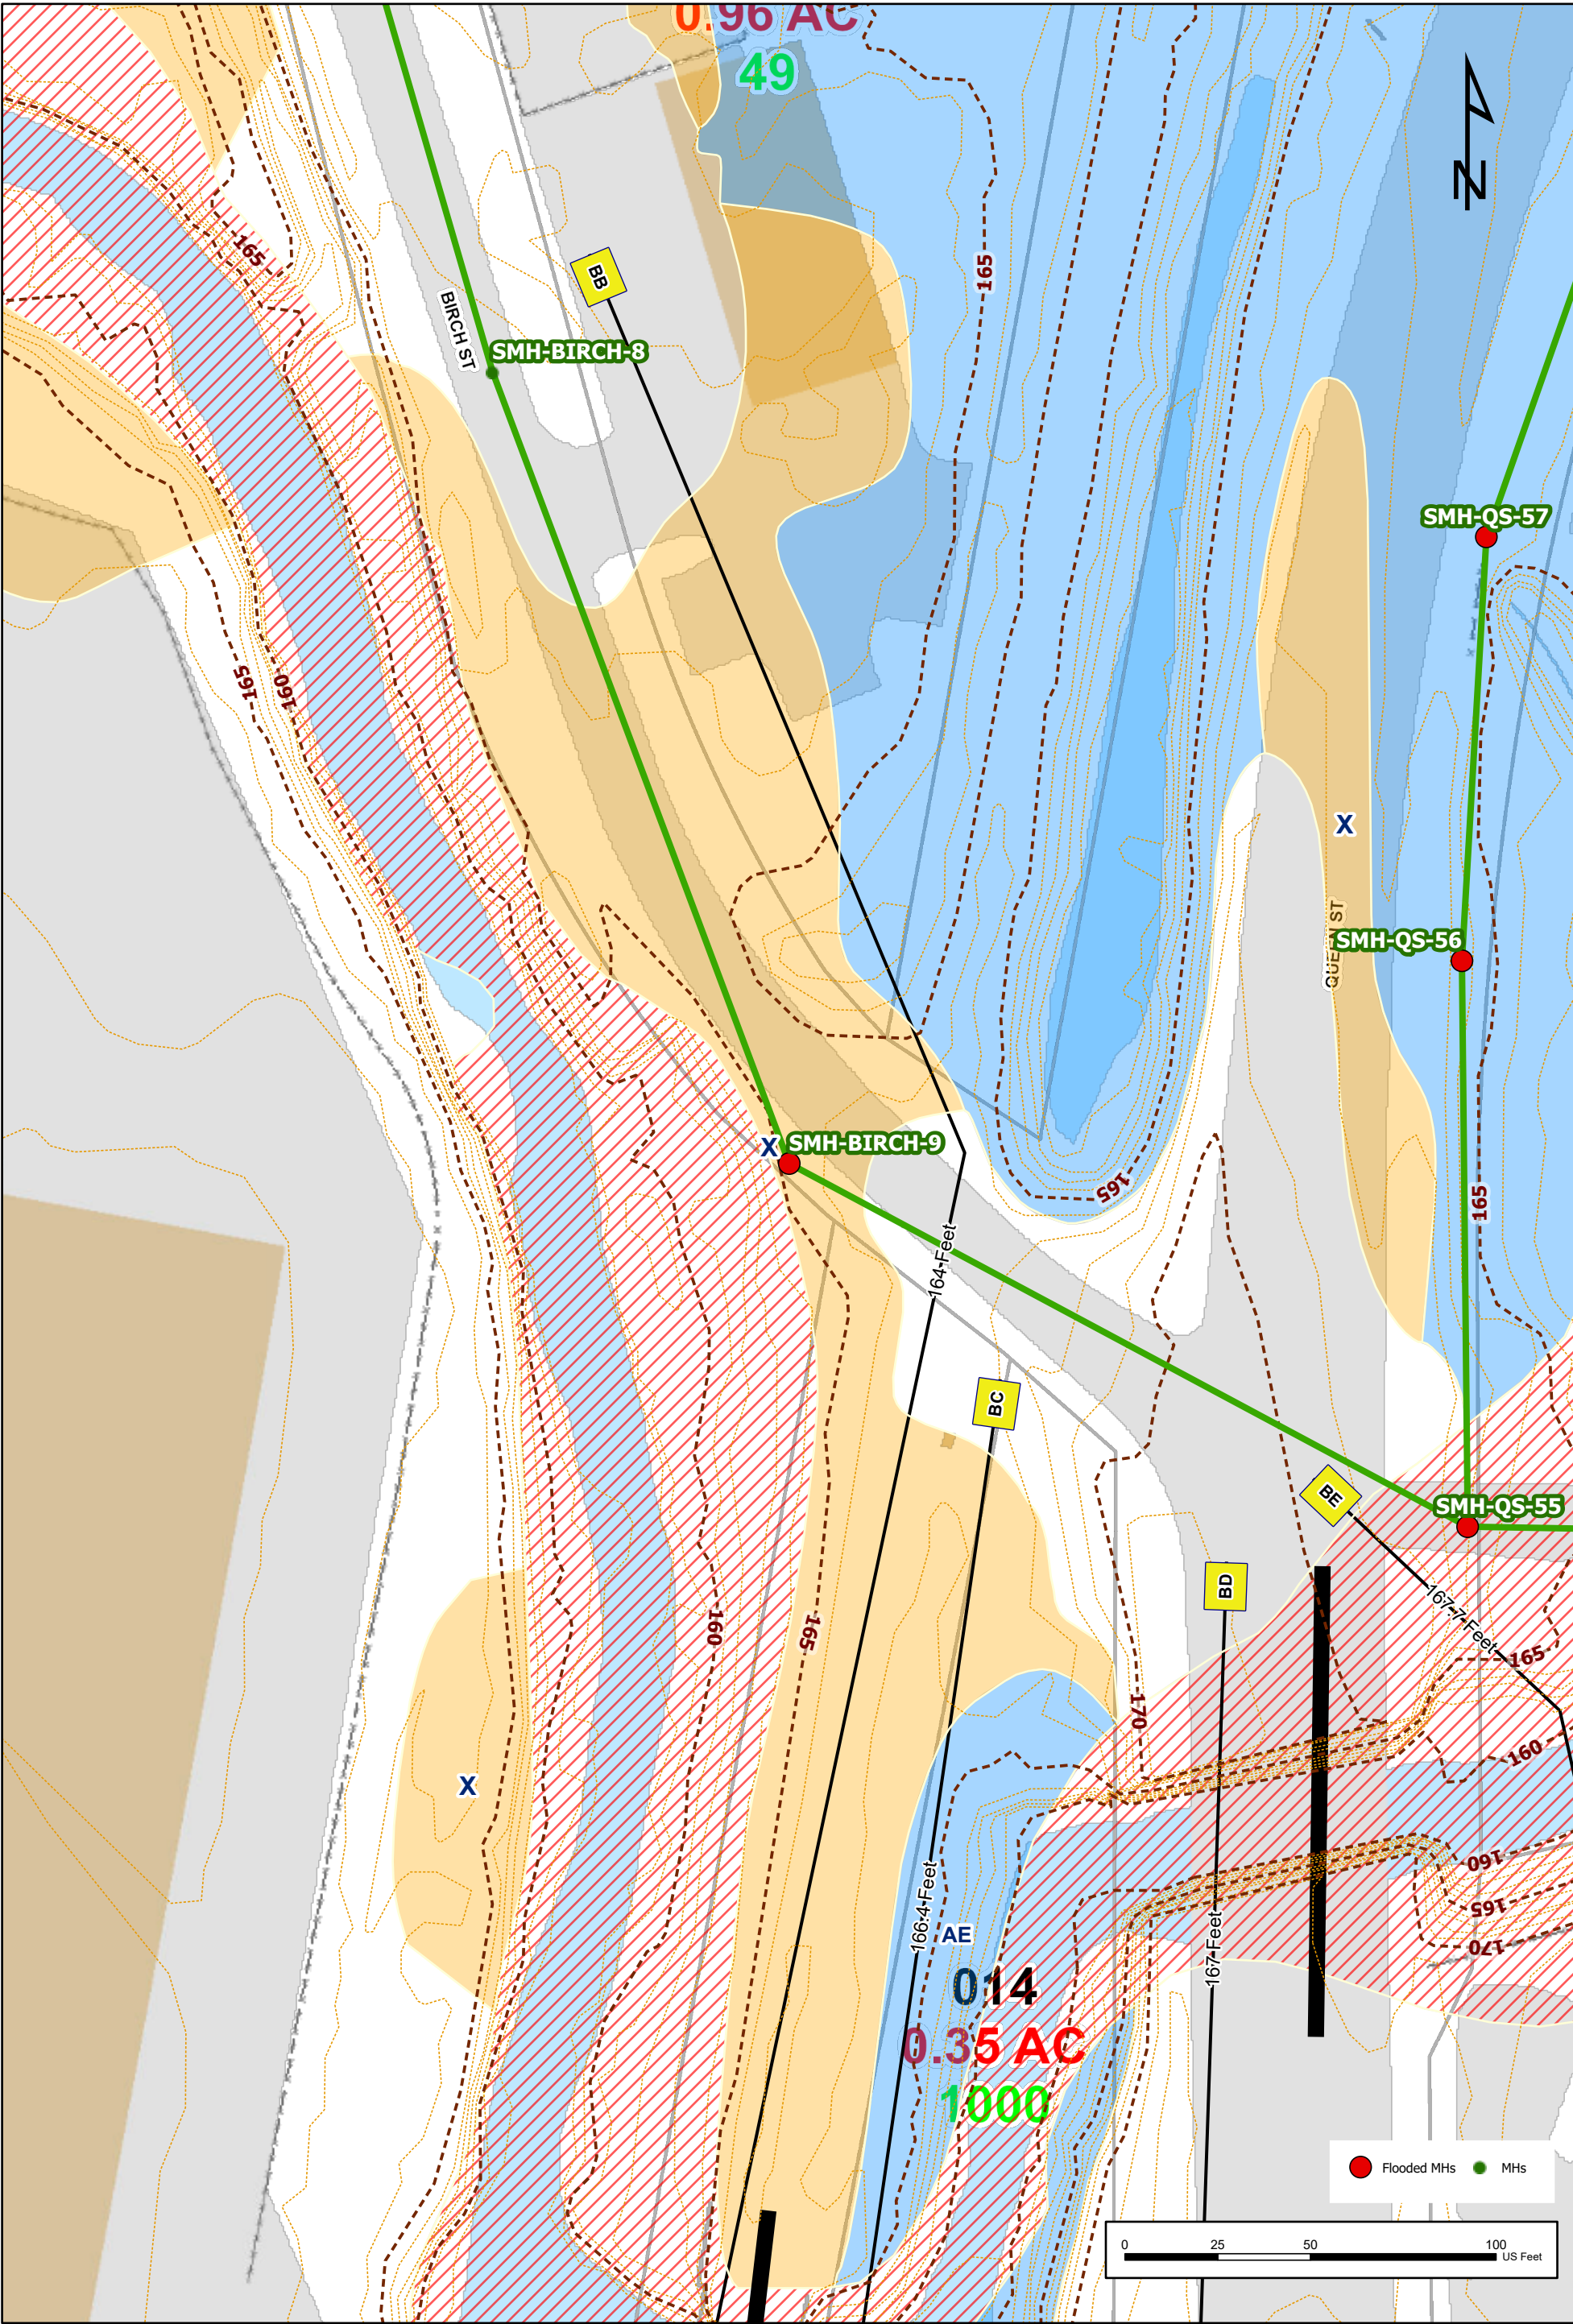 0.96 AC
49
N
165
165
BB
BIRCH ST
SMH-BIRCH-8
SMH-QS-57
165
160
X
QUEEN ST
SMH-QS-56
X
SMH-BIRCH-9
165
165
164 Feet
BC
BE
SMH-QS-55
BD
167.7 Feet
160
165
165
170
160
X
166.4 Feet
AE
160
165
170
167 Feet
014
0.35 AC
1000
Flooded MHs
MHs
0
25
50
100
US Feet